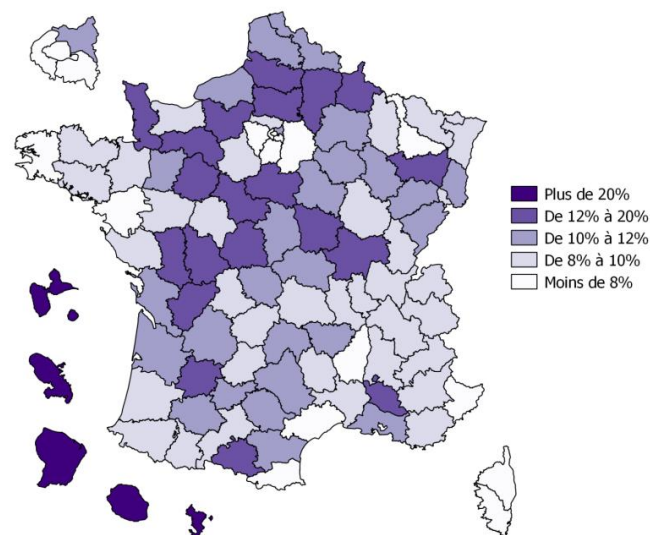 Plus de 20%
De 12% à 20%
De 10% à 12%
De 8% à 10%
Moins de 8%